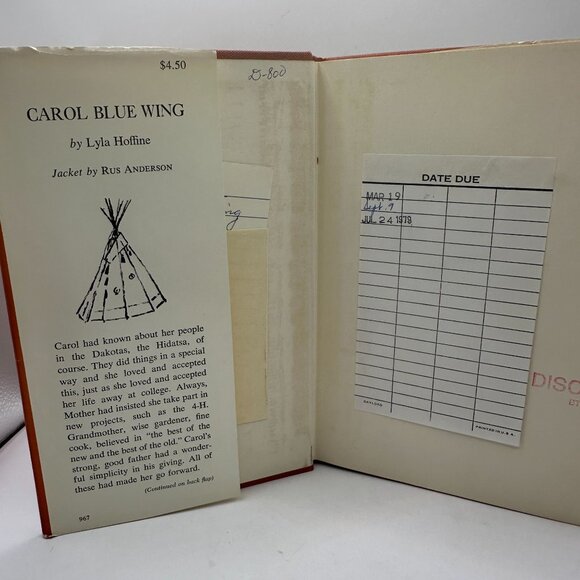 $4.50
CAROL BLUE WING
by Lyla Hoffine
Jacket by RUS ANDERSON
Carol had known about her people
in the Dakotas, the Hidatsa, of
course. They did things in a special
way and she loved and accepted
this, just as she loved and accepted
her life away at college. Always,
Mother had insisted she take part in
new projects, such as the 4-H.
Grandmother, wise gardener, fine
cook, believed in “the best of the
new and the best of the old.” Carol's
strong, good father had a wonder-
ful simplicity in his giving. All of
these had made her go forward.
(Continued on back flap)
967
D-800
DATE DUE
MAR 19
Sept. 9
JUL 24 1979
GAYLORD
PRINTED IN U.S.A.
DISC